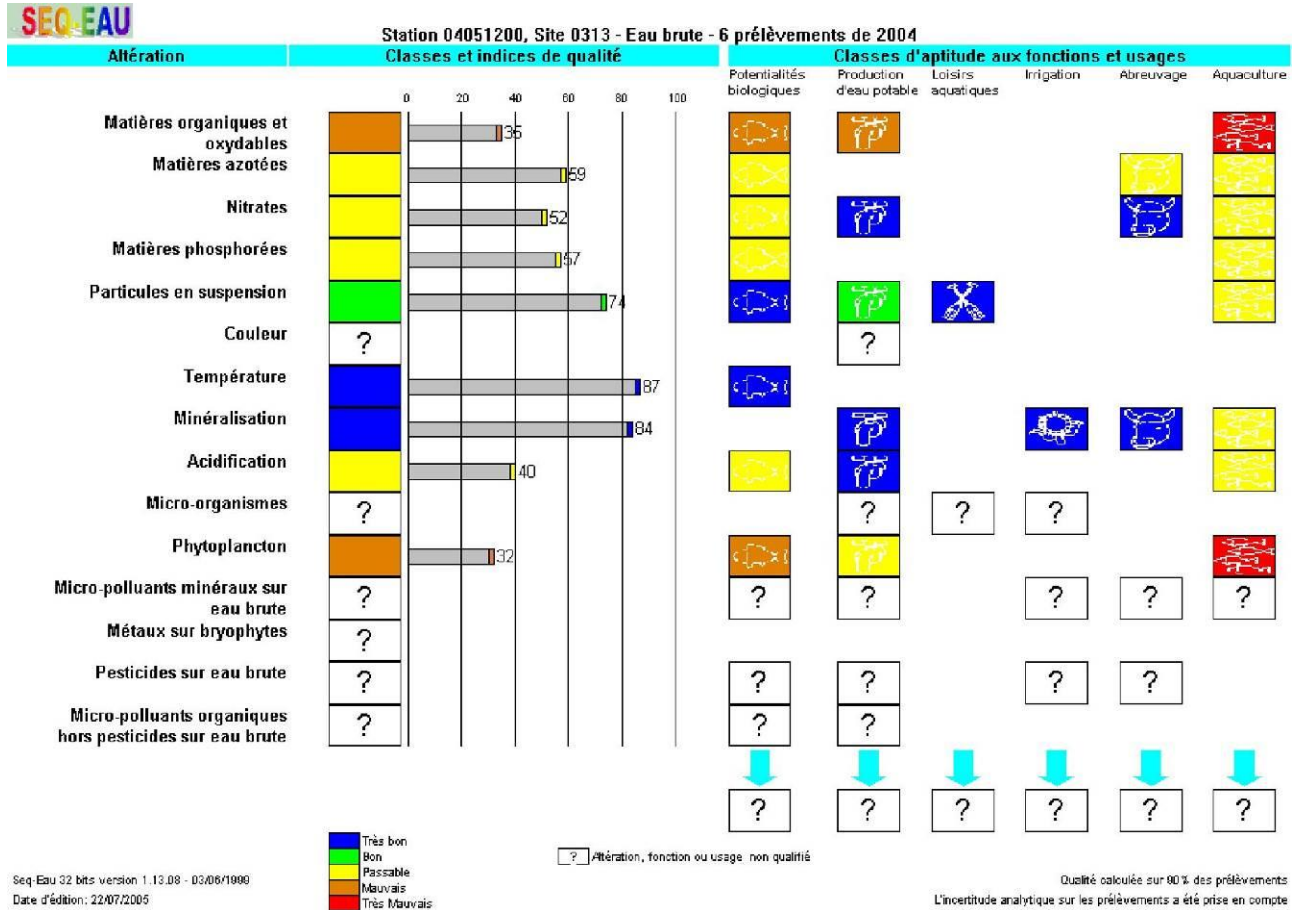 SEQ-EAU
Station 04051200, Site 0313 - Eau brute - 6 prélèvements de 2004
Altération
Classes et indices de qualité
Classes d'aptitude aux fonctions et usages
Potentialités biologiques
Production d'eau potable
Loisirs aquatiques
Irrigation
Abreuvage
Aquaculture
0 20 40 60 80 100
Matières organiques et
oxydables
35
Matières azotées
59
Nitrates
52
Matières phosphorées
57
Particules en suspension
74
Couleur
? ?
Température
87
Minéralisation
84
Acidification
40
Micro-organismes
? ? ? ?
Phytoplancton
32
Micro-polluants minéraux sur
eau brute
? ? ? ? ? ?
Métaux sur bryophytes
?
Pesticides sur eau brute
? ? ? ? ?
Micro-polluants organiques
hors pesticides sur eau brute
? ? ?
? ? ? ? ? ?
Très bon
Bon
Passable
Mauvais
Très Mauvais
? Altération, fonction ou usage non qualifié
Seq-Eau 32 bits version 1.13.08 - 03/06/1999
Date d'édition: 22/07/2005
Qualité calculée sur 90 % des prélèvements
L'incertitude analytique sur les prélèvements a été prise en compte